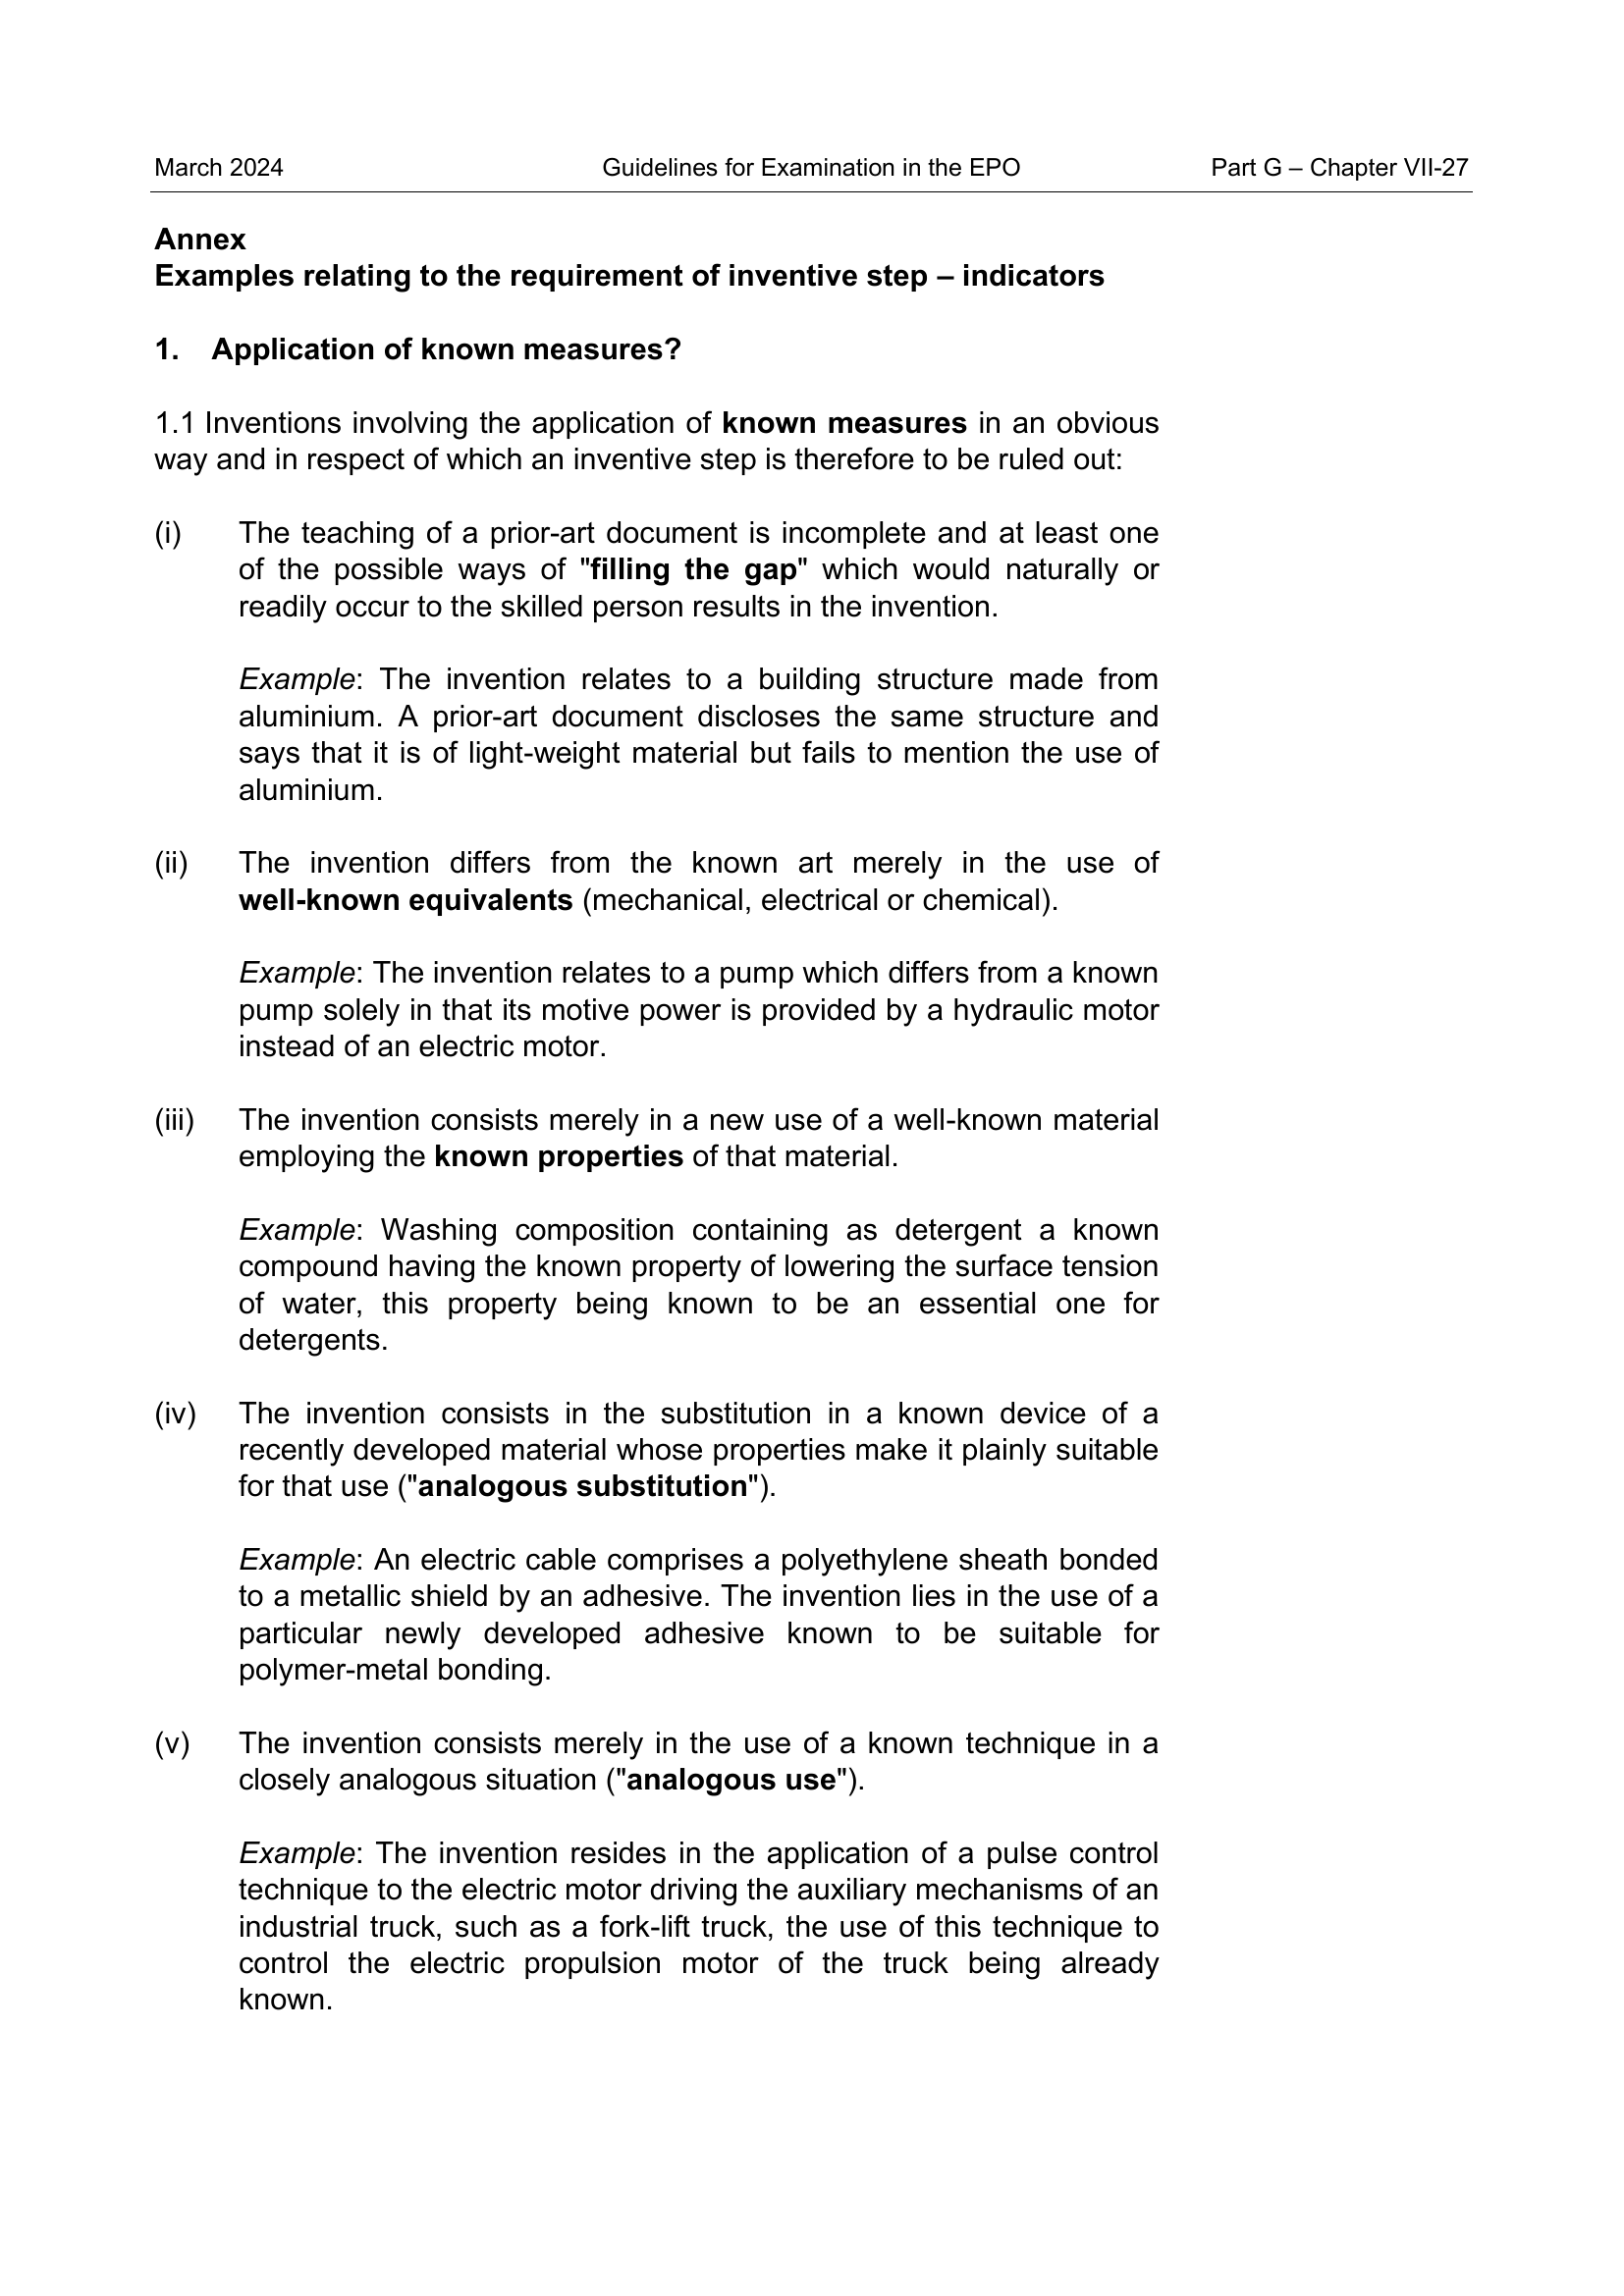 March 2024 Guidelines for Examination in the EPO Part G – Chapter VII-27
Annex
Examples relating to the requirement of inventive step – indicators
1. Application of known measures?
1.1 Inventions involving the application of known measures in an obvious
way and in respect of which an inventive step is therefore to be ruled out:
(i) The teaching of a prior-art document is incomplete and at least one
of the possible ways of "filling the gap" which would naturally or
readily occur to the skilled person results in the invention.
Example: The invention relates to a building structure made from
aluminium. A prior-art document discloses the same structure and
says that it is of light-weight material but fails to mention the use of
aluminium.
(ii) The invention differs from the known art merely in the use of
well-known equivalents (mechanical, electrical or chemical).
Example: The invention relates to a pump which differs from a known
pump solely in that its motive power is provided by a hydraulic motor
instead of an electric motor.
(iii) The invention consists merely in a new use of a well-known material
employing the known properties of that material.
Example: Washing composition containing as detergent a known
compound having the known property of lowering the surface tension
of water, this property being known to be an essential one for
detergents.
(iv) The invention consists in the substitution in a known device of a
recently developed material whose properties make it plainly suitable
for that use ("analogous substitution").
Example: An electric cable comprises a polyethylene sheath bonded
to a metallic shield by an adhesive. The invention lies in the use of a
particular newly developed adhesive known to be suitable for
polymer-metal bonding.
(v) The invention consists merely in the use of a known technique in a
closely analogous situation ("analogous use").
Example: The invention resides in the application of a pulse control
technique to the electric motor driving the auxiliary mechanisms of an
industrial truck, such as a fork-lift truck, the use of this technique to
control the electric propulsion motor of the truck being already
known.